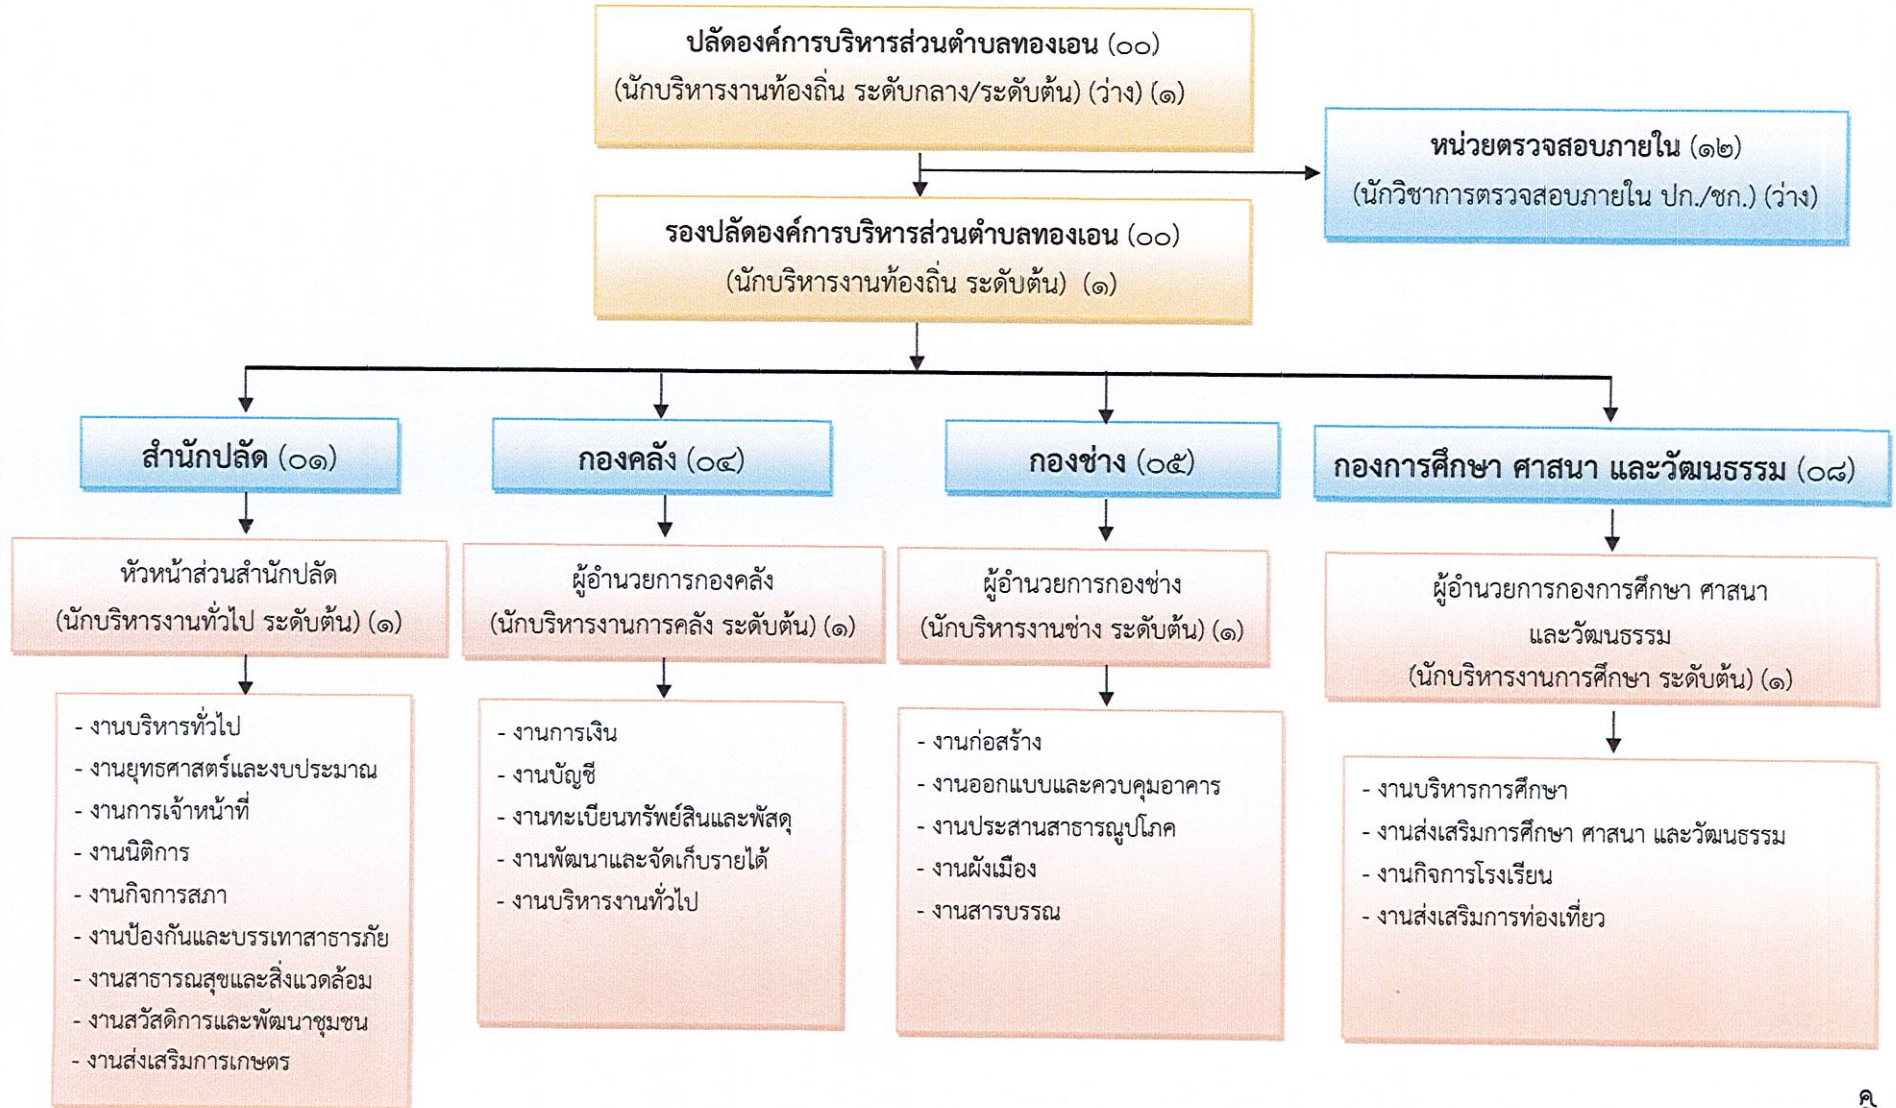 ปลัดองค์การบริหารส่วนตำบลทองเอน (๐๐)
(นักบริหารงานท้องถิ่น ระดับกลาง/ระดับต้น) (ว่าง) (๑)
หน่วยตรวจสอบภายใน (๑๒)
(นักวิชาการตรวจสอบภายใน ปก./ชก.) (ว่าง)
รองปลัดองค์การบริหารส่วนตำบลทองเอน (๐๐)
(นักบริหารงานท้องถิ่น ระดับต้น) (๑)
สำนักปลัด (๐๑)
หัวหน้าส่วนสำนักปลัด
(นักบริหารงานทั่วไป ระดับต้น) (๑)
- งานบริหารทั่วไป
- งานยุทธศาสตร์และงบประมาณ
- งานการเจ้าหน้าที่
- งานนิติการ
- งานกิจการสภา
- งานป้องกันและบรรเทาสาธารภัย
- งานสาธารณสุขและสิ่งแวดล้อม
- งานสวัสดิการและพัฒนาชุมชน
- งานส่งเสริมการเกษตร
กองคลัง (๐๔)
ผู้อำนวยการกองคลัง
(นักบริหารงานการคลัง ระดับต้น) (๑)
- งานการเงิน
- งานบัญชี
- งานทะเบียนทรัพย์สินและพัสดุ
- งานพัฒนาและจัดเก็บรายได้
- งานบริหารงานทั่วไป
กองช่าง (๐๕)
ผู้อำนวยการกองช่าง
(นักบริหารงานช่าง ระดับต้น) (๑)
- งานก่อสร้าง
- งานออกแบบและควบคุมอาคาร
- งานประสานสาธารณูปโภค
- งานผังเมือง
- งานสารบรรณ
กองการศึกษา ศาสนา และวัฒนธรรม (๐๘)
ผู้อำนวยการกองการศึกษา ศาสนา
และวัฒนธรรม
(นักบริหารงานการศึกษา ระดับต้น) (๑)
- งานบริหารการศึกษา
- งานส่งเสริมการศึกษา ศาสนา และวัฒนธรรม
- งานกิจการโรงเรียน
- งานส่งเสริมการท่องเที่ยว